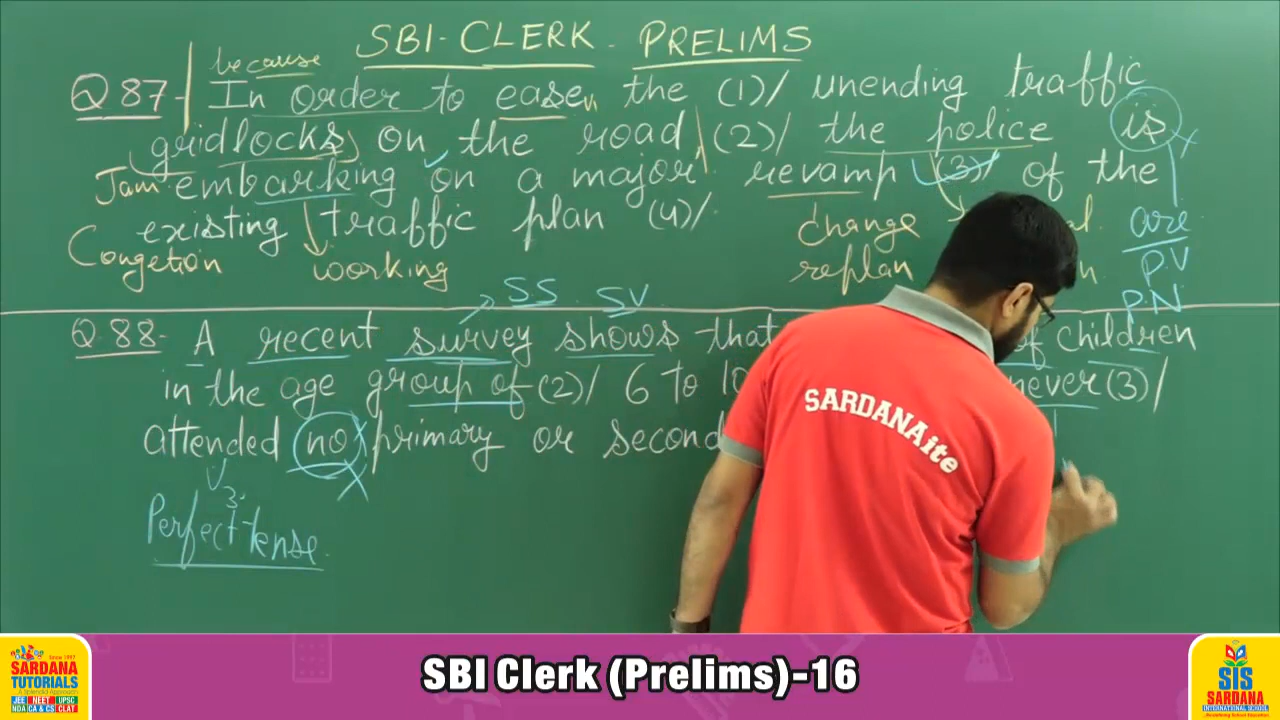 SBI-CLERK PRELIMS
because
Q 87- In order to ease the (1)/ unending traffic
gridlocks on the road (2)/ the police is
Jam embarking on a major revamp (3)/ of the
existing traffic plan (4)/.
change
are
Congetion
working
replan
P.V
P.N
SS SV
Q.88- A recent survey shows that of children
in the age group of (2)/ 6 to 10 never (3)/
attended no primary or second
V3
Perfect tense.
SARDANAite
SBI Clerk (Prelims)-16
Since 1997
SARDANA
TUTORIALS
A Splendid Approach
JEE NEET UPSC
NDA CA & CS CLAT
SIS
SARDANA
INTERNATIONAL SCHOOL